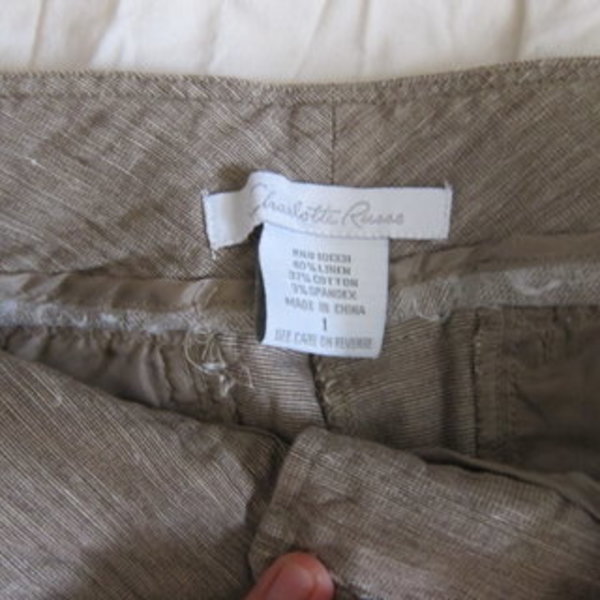 Charlotte Russe
60% LINEN
37% COTTON
3% SPANDEX
MADE IN CHINA
1
SEE CARE ON REVERSE